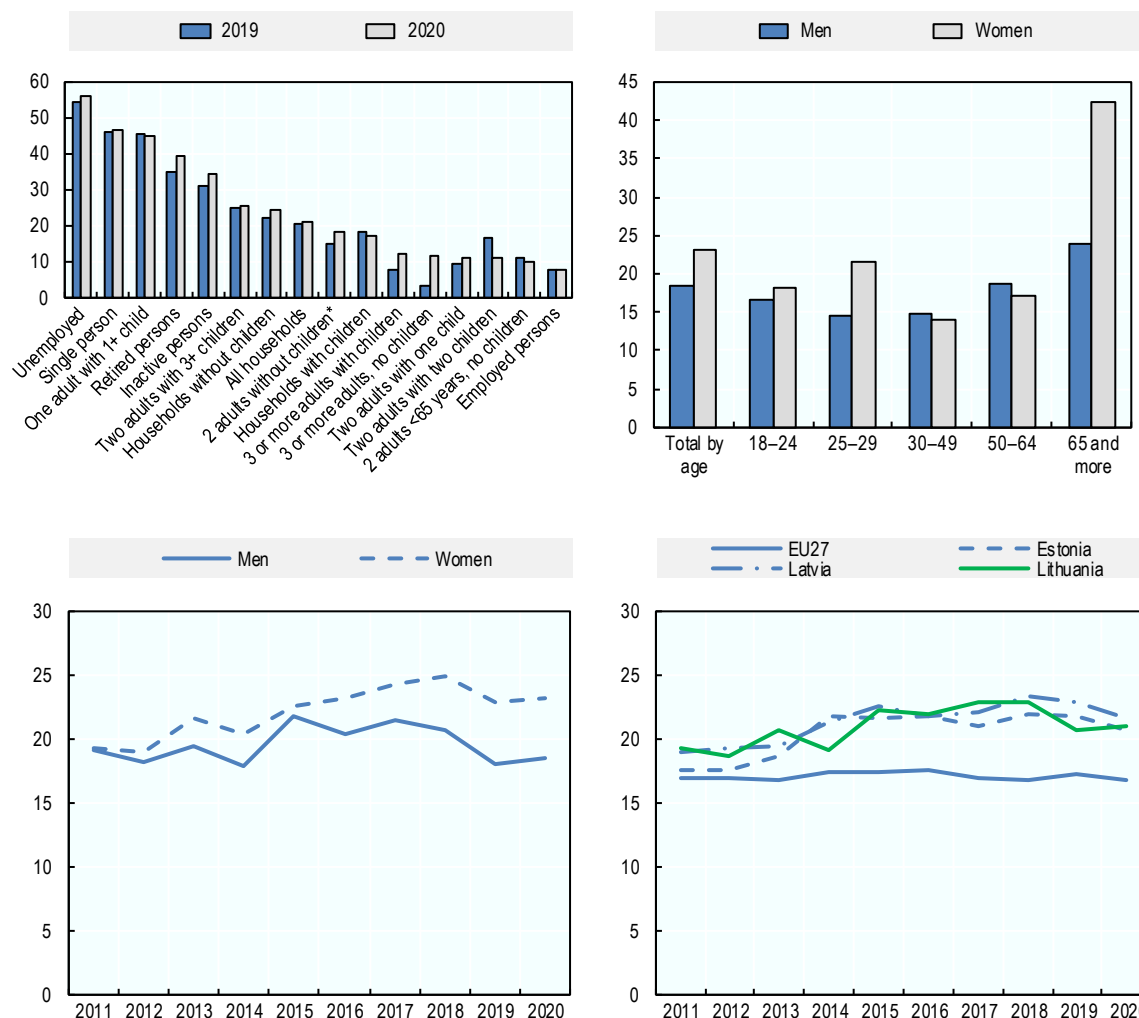 2019 2020
60
50
40
30
20
10
0
Unemployed
Single person
One adult with 1+ child
Retired persons
Inactive persons
Two adults with 3+ children
Households without children
All households
2 adults without children*
Households with children
3 or more adults with children
3 or more adults, no children
Two adults with one child
Two adults with two children
2 adults <65 years, no children
Employed persons
Men Women
45
40
35
30
25
20
15
10
5
0
Total by age 18–24 25–29 30–49 50–64 65 and more
Men Women
30
25
20
15
10
5
0
2011 2012 2013 2014 2015 2016 2017 2018 2019 2020
EU27 Estonia
Latvia Lithuania
30
25
20
15
10
5
0
2011 2012 2013 2014 2015 2016 2017 2018 2019